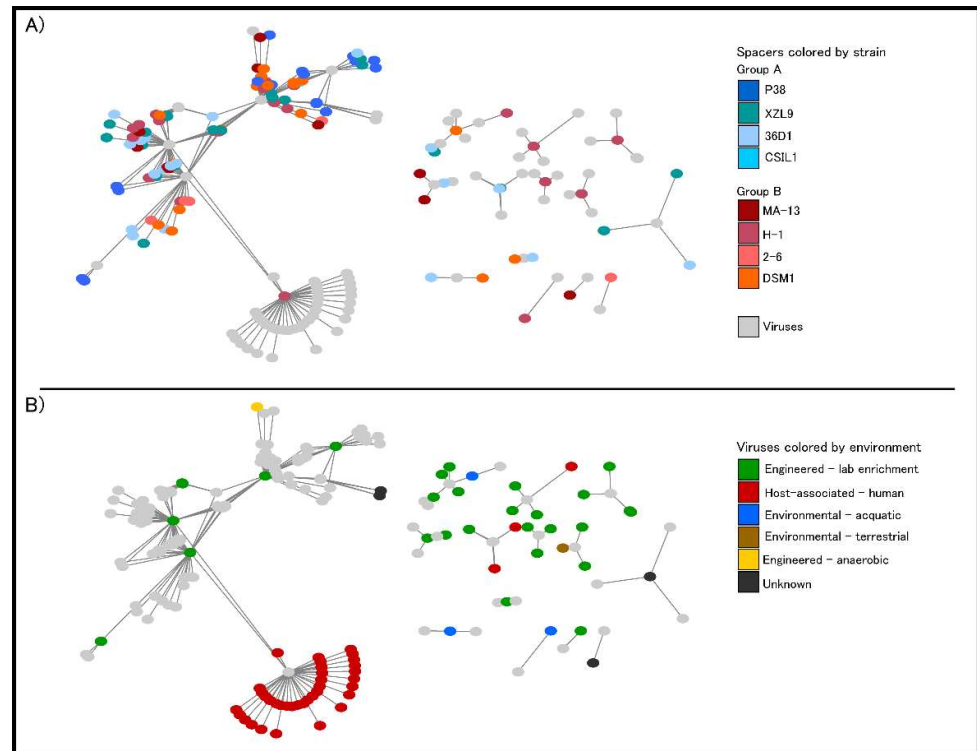 A)
Spacers colored by strain
Group A
P38
XZL9
36D1
CSIL1
Group B
MA-13
H-1
2-6
DSM1
Viruses
B)
Viruses colored by environment
Engineered - lab enrichment
Host-associated - human
Environmental - acquatic
Environmental - terrestrial
Engineered - anaerobic
Unknown